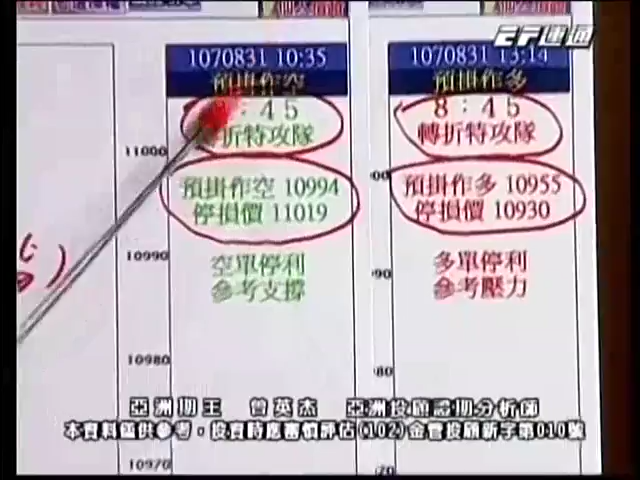 1070831 10:35
預掛作空
:45
轉折特攻隊
預掛作空 10994
停損價 11019
空單停利
參考支撐
11000
10990
10980
10970
1070831 13:14
預掛作多
8:45
轉折特攻隊
預掛作多 10955
停損價 10930
多單停利
參考壓力
亞洲期王 曾英杰 亞洲投顧證期分析師
本資料僅供參考,投資時應審慎評估(102)金管投顧新字第010號